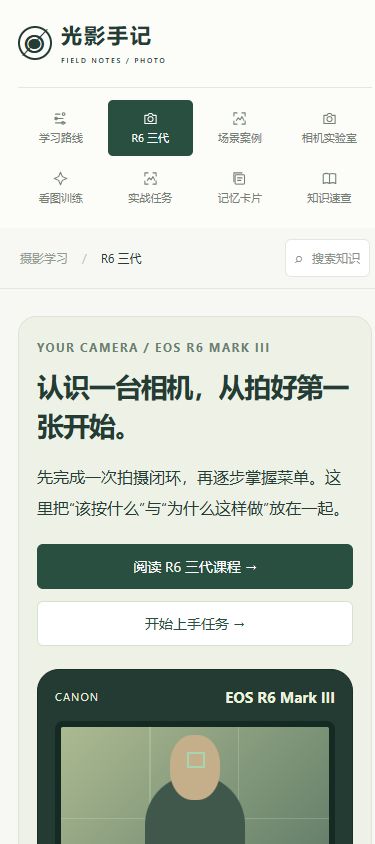 光影手记
FIELD NOTES / PHOTO
学习路线
R6 三代
场景案例
相机实验室
看图训练
实战任务
记忆卡片
知识速查
摄影学习 / R6 三代
搜索知识
YOUR CAMERA / EOS R6 MARK III
认识一台相机，从拍好第一
张开始。
先完成一次拍摄闭环，再逐步掌握菜单。这
里把“该按什么”与“为什么这样做”放在一起。
阅读 R6 三代课程 →
开始上手任务 →
CANON
EOS R6 Mark III